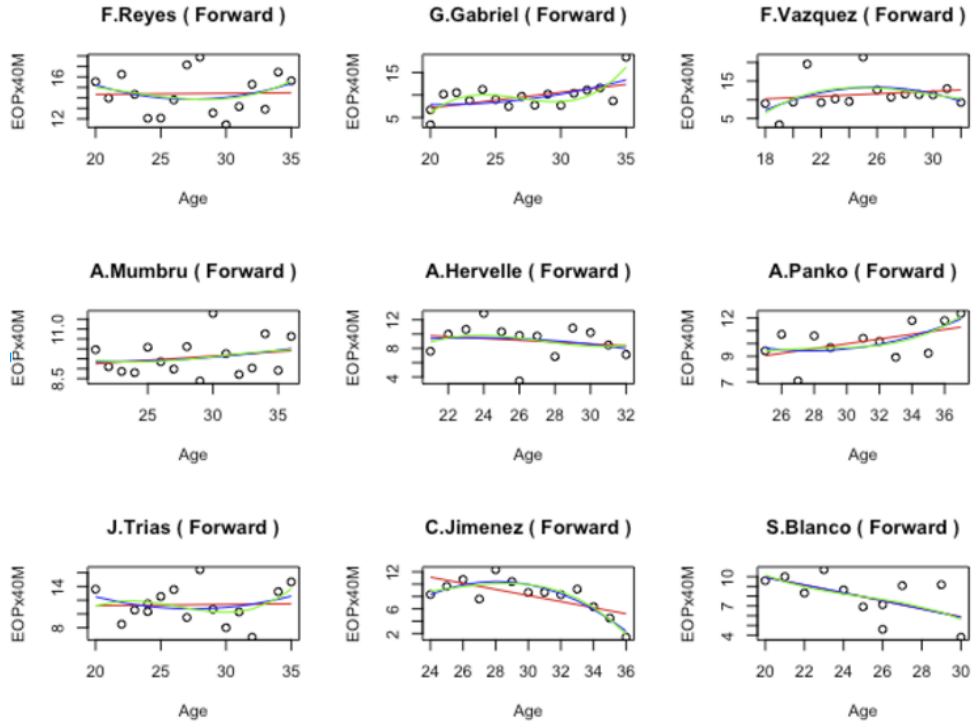 F.Reyes ( Forward )
EOPx40M
16
12
20 25 30 35
Age
G.Gabriel ( Forward )
EOPx40M
15
5
20 25 30 35
Age
F.Vazquez ( Forward )
EOPx40M
15
5
18 22 26 30
Age
A.Mumbru ( Forward )
EOPx40M
11.0
8.5
25 30 35
Age
A.Hervelle ( Forward )
EOPx40M
12
8
4
22 24 26 28 30 32
Age
A.Panko ( Forward )
EOPx40M
12
9
7
26 28 30 32 34 36
Age
J.Trias ( Forward )
EOPx40M
14
8
20 25 30 35
Age
C.Jimenez ( Forward )
EOPx40M
12
6
2
24 26 28 30 32 34 36
Age
S.Blanco ( Forward )
EOPx40M
10
7
4
20 22 24 26 28 30
Age